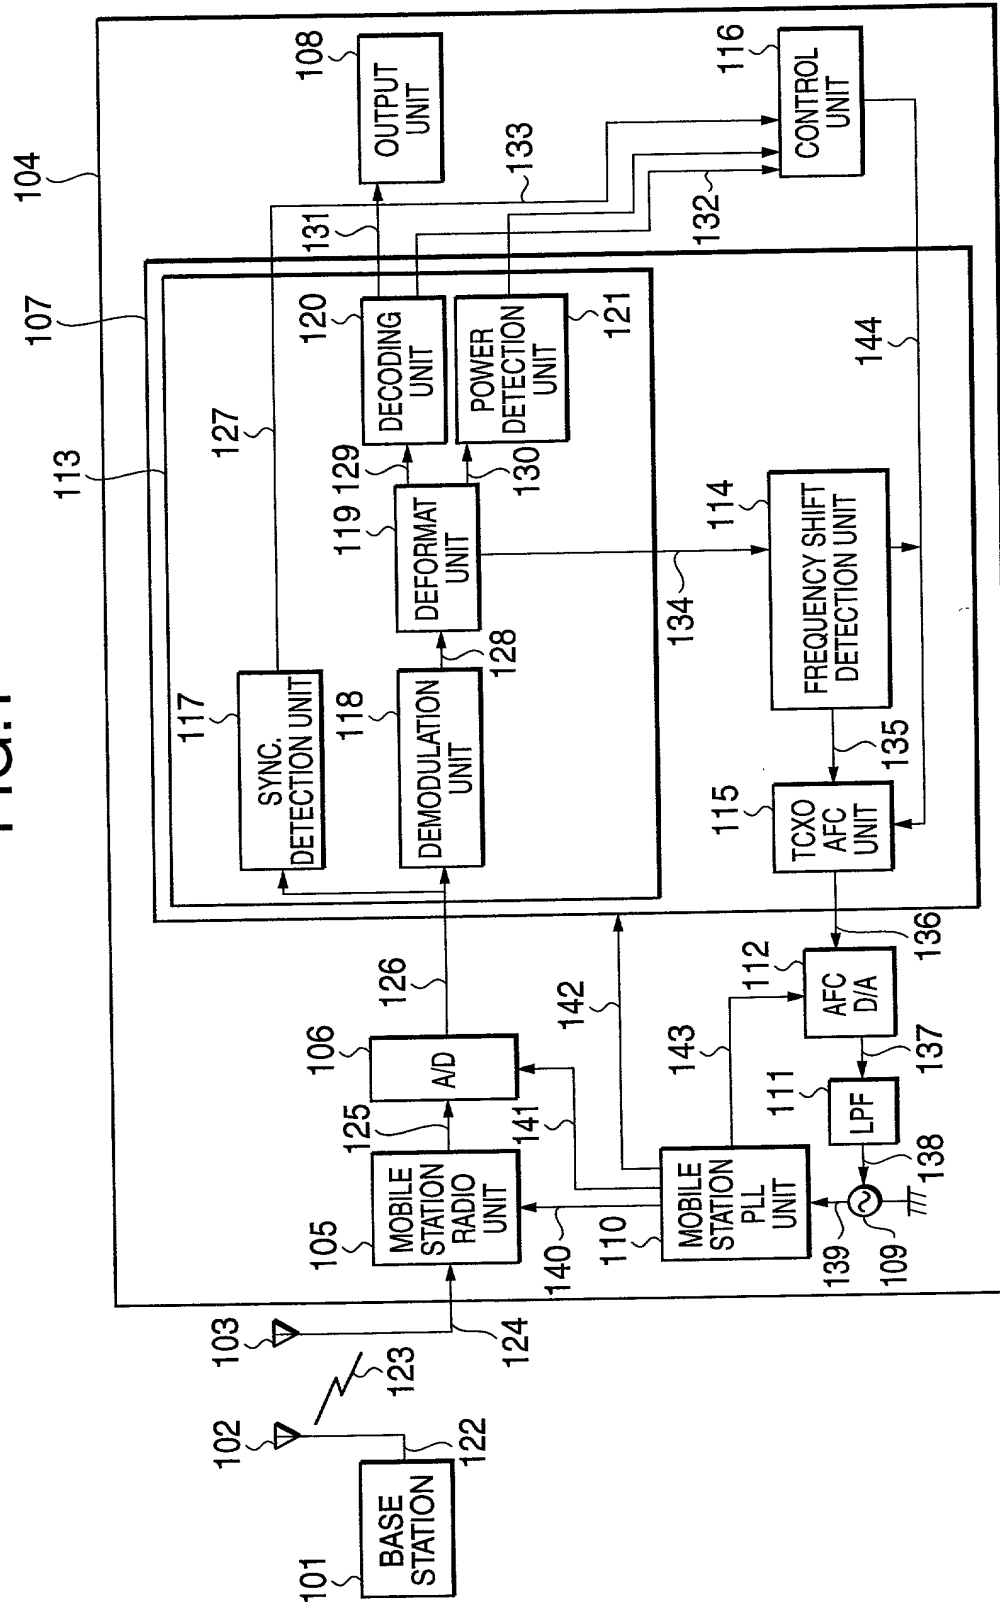 104
107
113
117
SYNC.
DETECTION UNIT
127
133
108
OUTPUT
UNIT
116
CONTROL
UNIT
131
132
120
DECODING
UNIT
121
POWER
DETECTION
UNIT
129
130
119
DEFORMAT
UNIT
128
118
DEMODULATION
UNIT
134
114
FREQUENCY SHIFT
DETECTION UNIT
144
135
115
TCXO
AFC
UNIT
136
112
AFC
D/A
137
111
LPF
138
109
139
110
MOBILE
STATION
PLL
UNIT
140
141
142
143
126
106
A/D
125
105
MOBILE
STATION
RADIO
UNIT
124
103
123
102
122
101
BASE
STATION